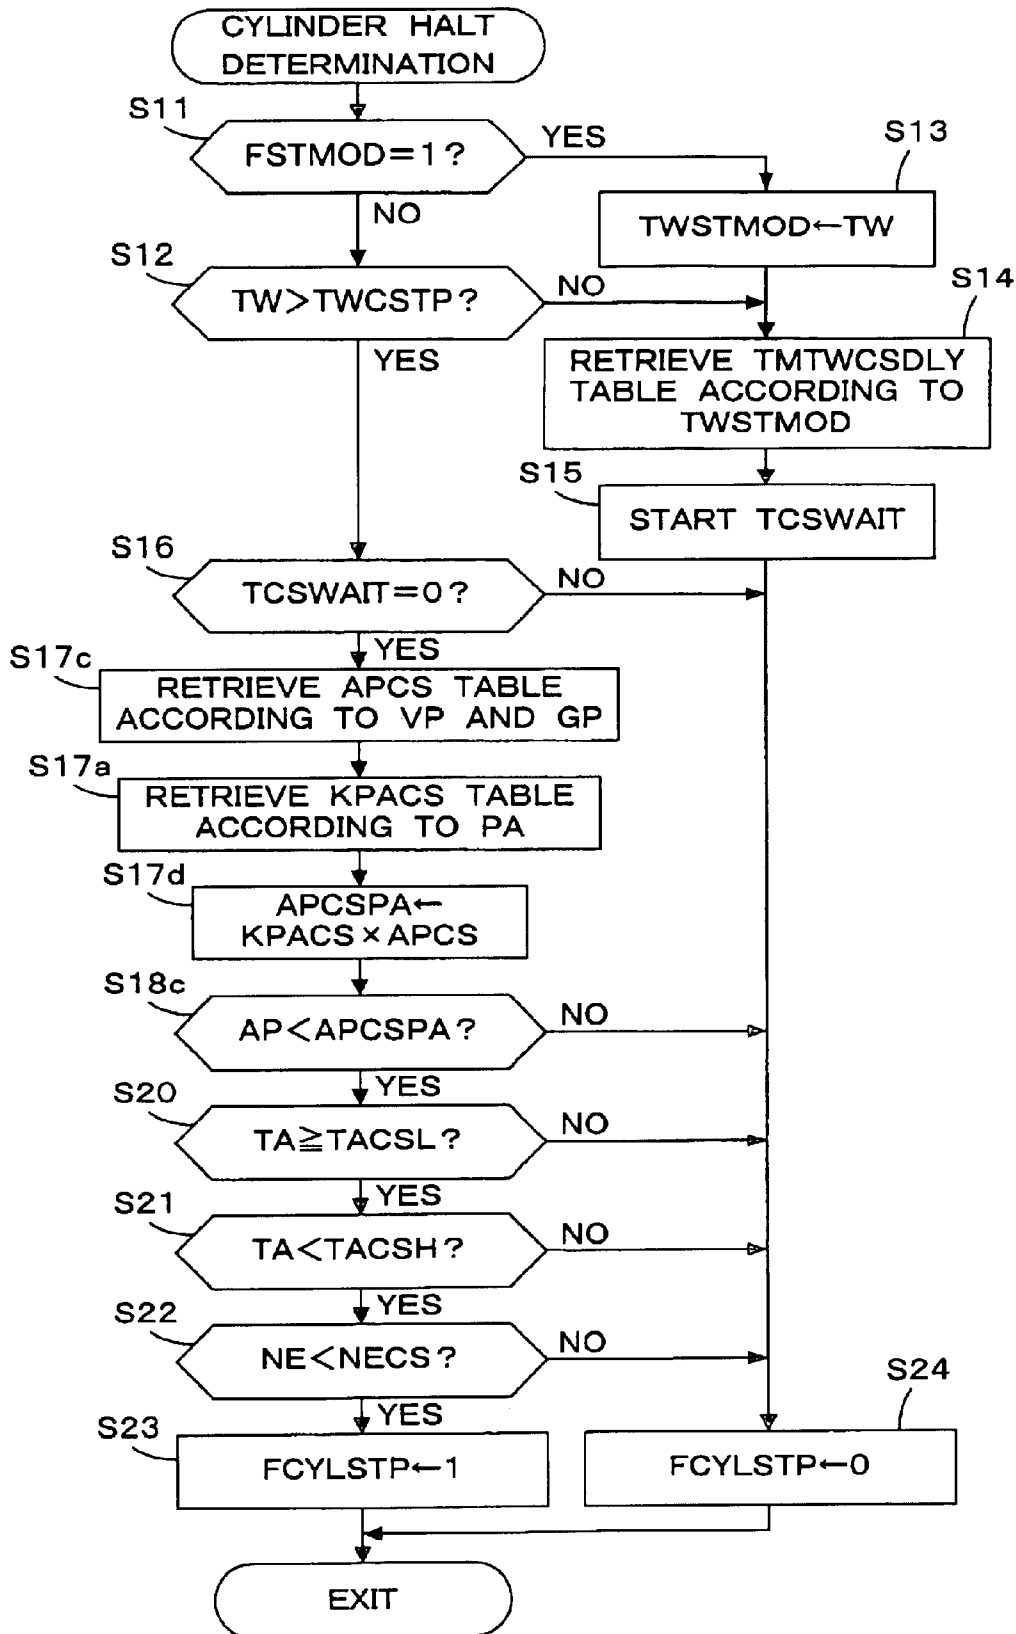 CYLINDER HALT
DETERMINATION
S11
FSTMOD=1?
YES
NO
S13
TWSTMOD←TW
S12
TW>TWCSTP?
NO
YES
S14
RETRIEVE TMTWCSDLY
TABLE ACCORDING TO
TWSTMOD
S15
START TCSWAIT
S16
TCSWAIT=0?
NO
YES
S17c
RETRIEVE APCS TABLE
ACCORDING TO VP AND GP
S17a
RETRIEVE KPACS TABLE
ACCORDING TO PA
S17d
APCSPA←
KPACS×APCS
S18c
AP<APCSPA?
NO
YES
S20
TA≧TACSL?
NO
YES
S21
TA<TACSH?
NO
YES
S22
NE<NECS?
NO
YES
S23
FCYLSTP←1
S24
FCYLSTP←0
EXIT